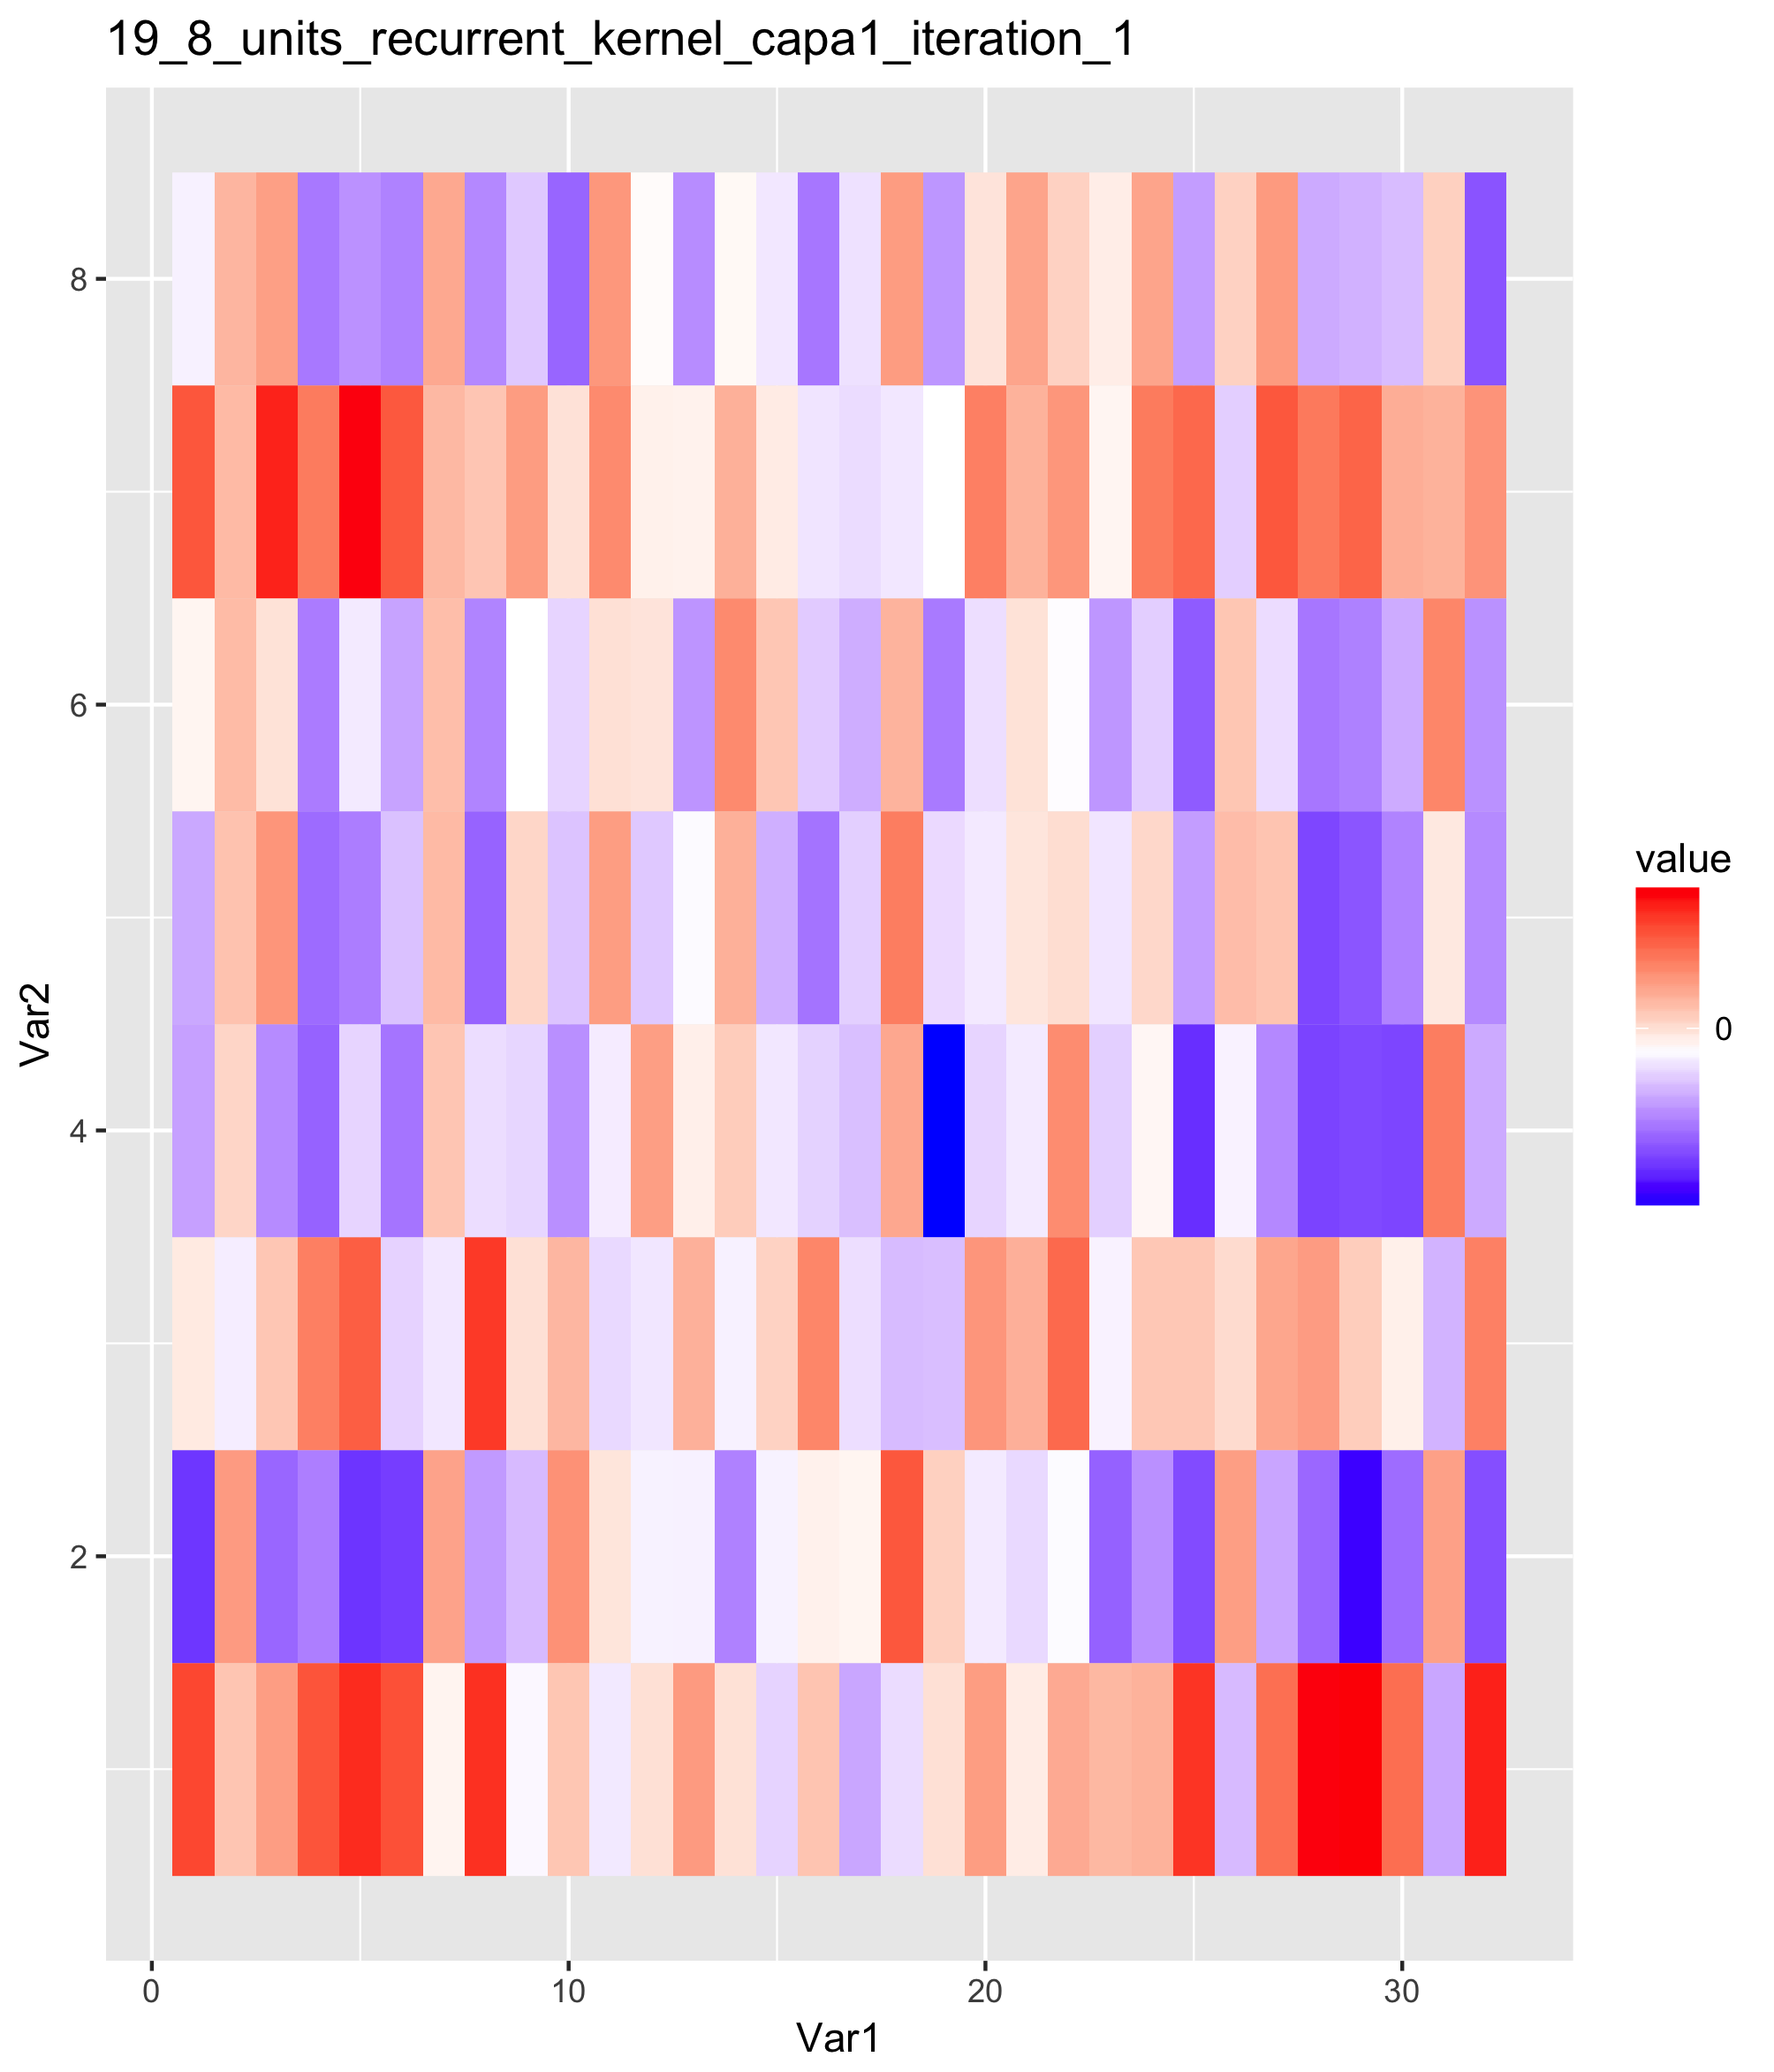 19_8_units_recurrent_kernel_capa1_iteration_1
8
6
4
2
Var2
0
10
20
30
Var1
value
0